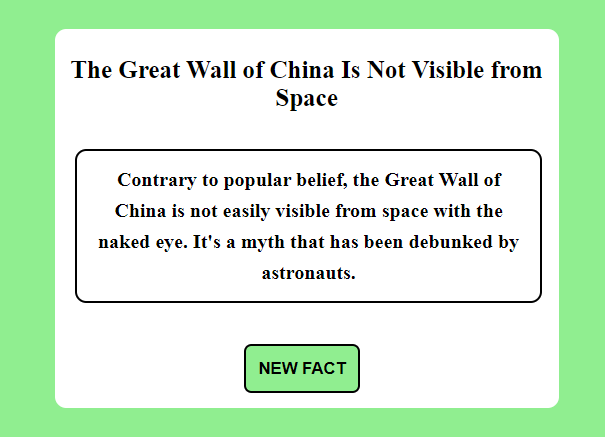 The Great Wall of China Is Not Visible from
Space
Contrary to popular belief, the Great Wall of
China is not easily visible from space with the
naked eye. It's a myth that has been debunked by
astronauts.
NEW FACT